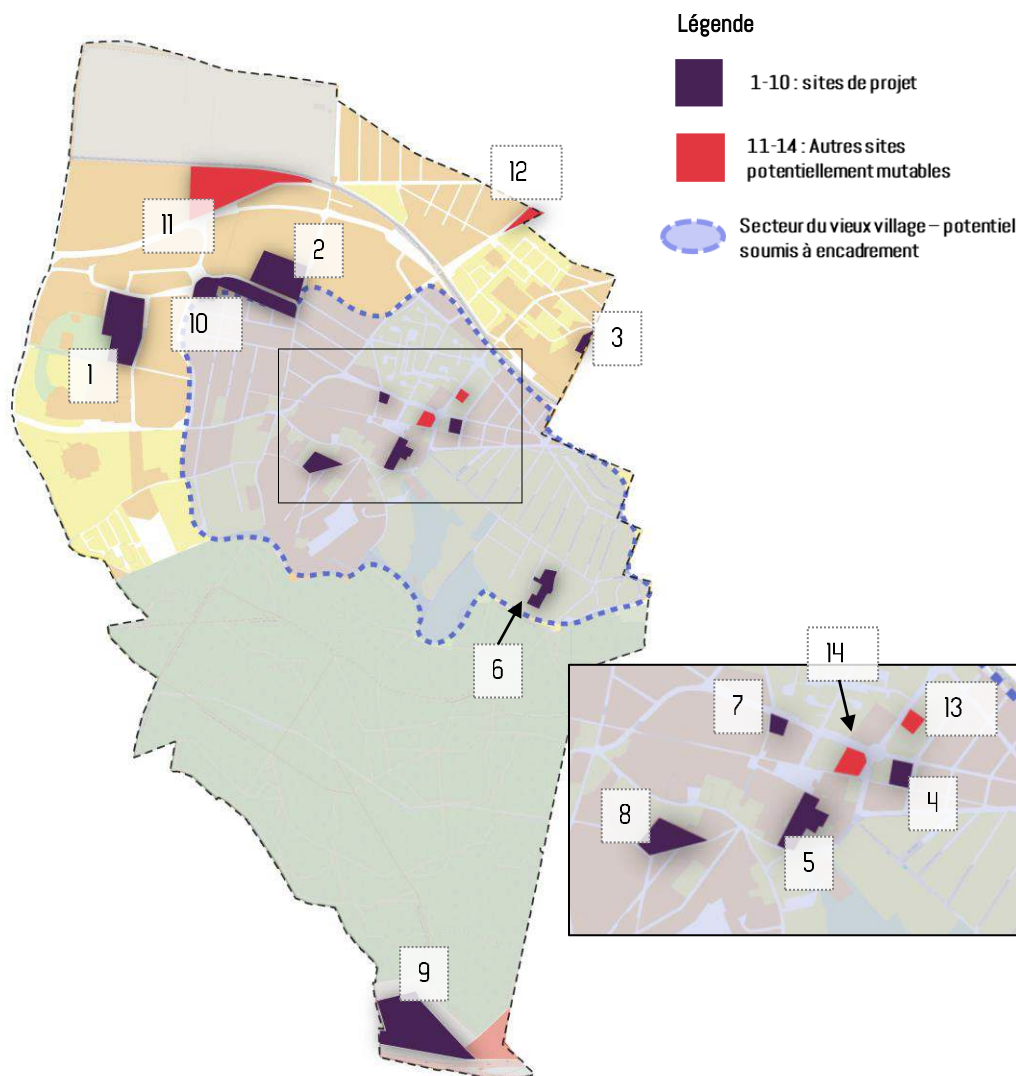 Légende
1-10 : sites de projet
11-14 : Autres sites
potentiellement mutables
Secteur du vieux village – potentiel
soumis à encadrement
12
11
2
10
3
1
6
14
7
13
4
8
5
9